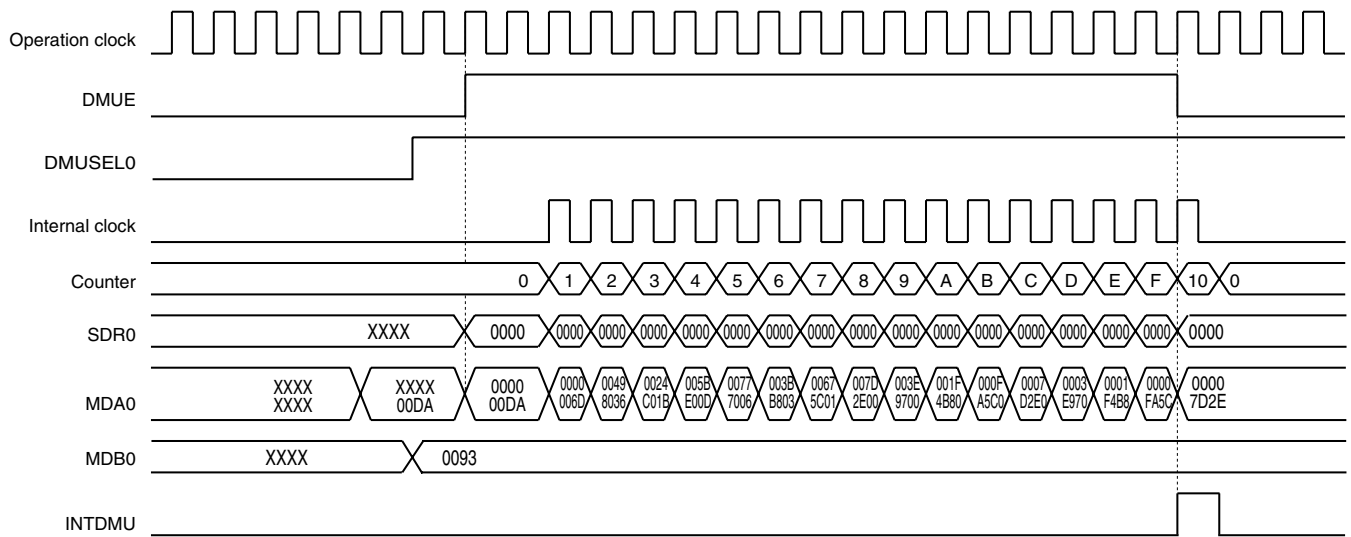 Operation clock
DMUE
DMUSEL0
Internal clock
Counter 0 1 2 3 4 5 6 7 8 9 A B C D E F 10 0
SDR0 XXXX 0000 0000 0000 0000 0000 0000 0000 0000 0000 0000 0000 0000 0000 0000 0000 0000 0000
XXXX XXXX 0000 0000 0049 0024 005B 0077 003B 0067 007D 003E 001F 000F 0007 0003 0001 0000 0000
MDA0
XXXX 00DA 00DA 006D 8036 C01B E00D 7006 B803 5C01 2E00 9700 4B80 A5C0 D2E0 E970 F4B8 FA5C 7D2E
MDB0 XXXX 0093
INTDMU